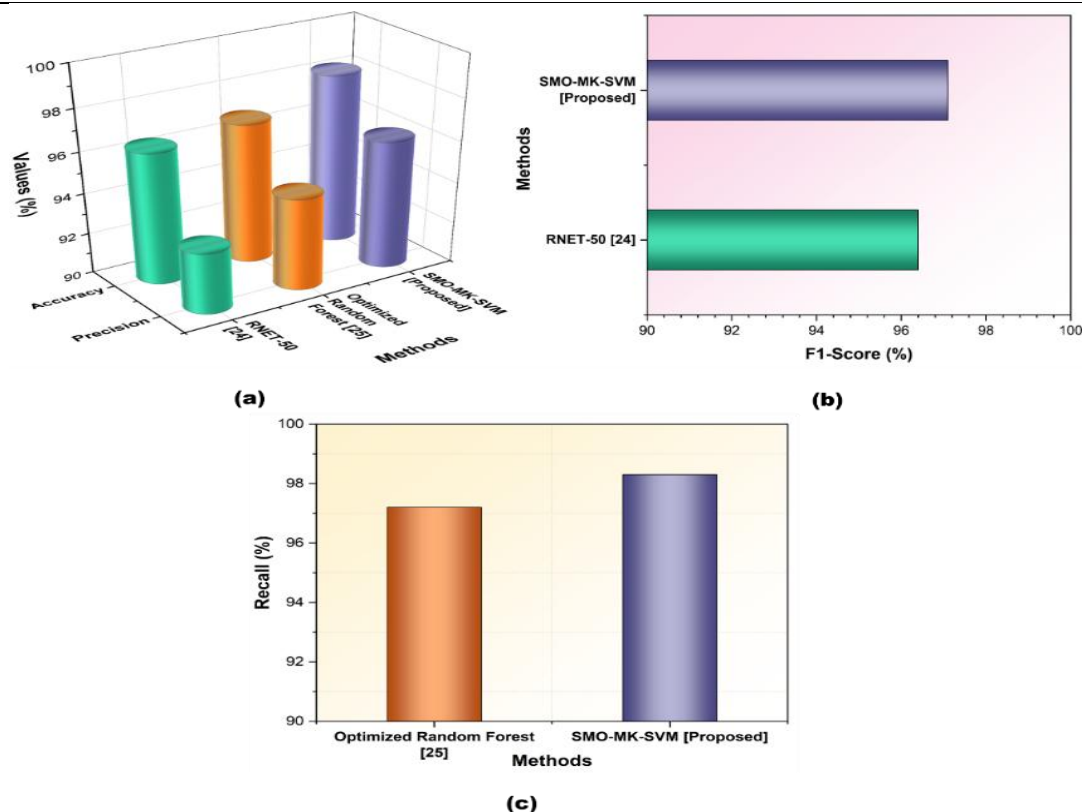 100
98
96
94
92
90
Values (%)
Accuracy
Precision
RNET-50
[24]
Optimized
Random
Forest [25]
SMO-MK-SVM
[Proposed]
Methods
(a)
SMO-MK-SVM
[Proposed]
RNET-50 [24]
Methods
90 92 94 96 98 100
F1-Score (%)
(b)
100
98
96
94
92
90
Recall (%)
Optimized Random Forest
[25]
SMO-MK-SVM [Proposed]
Methods
(c)